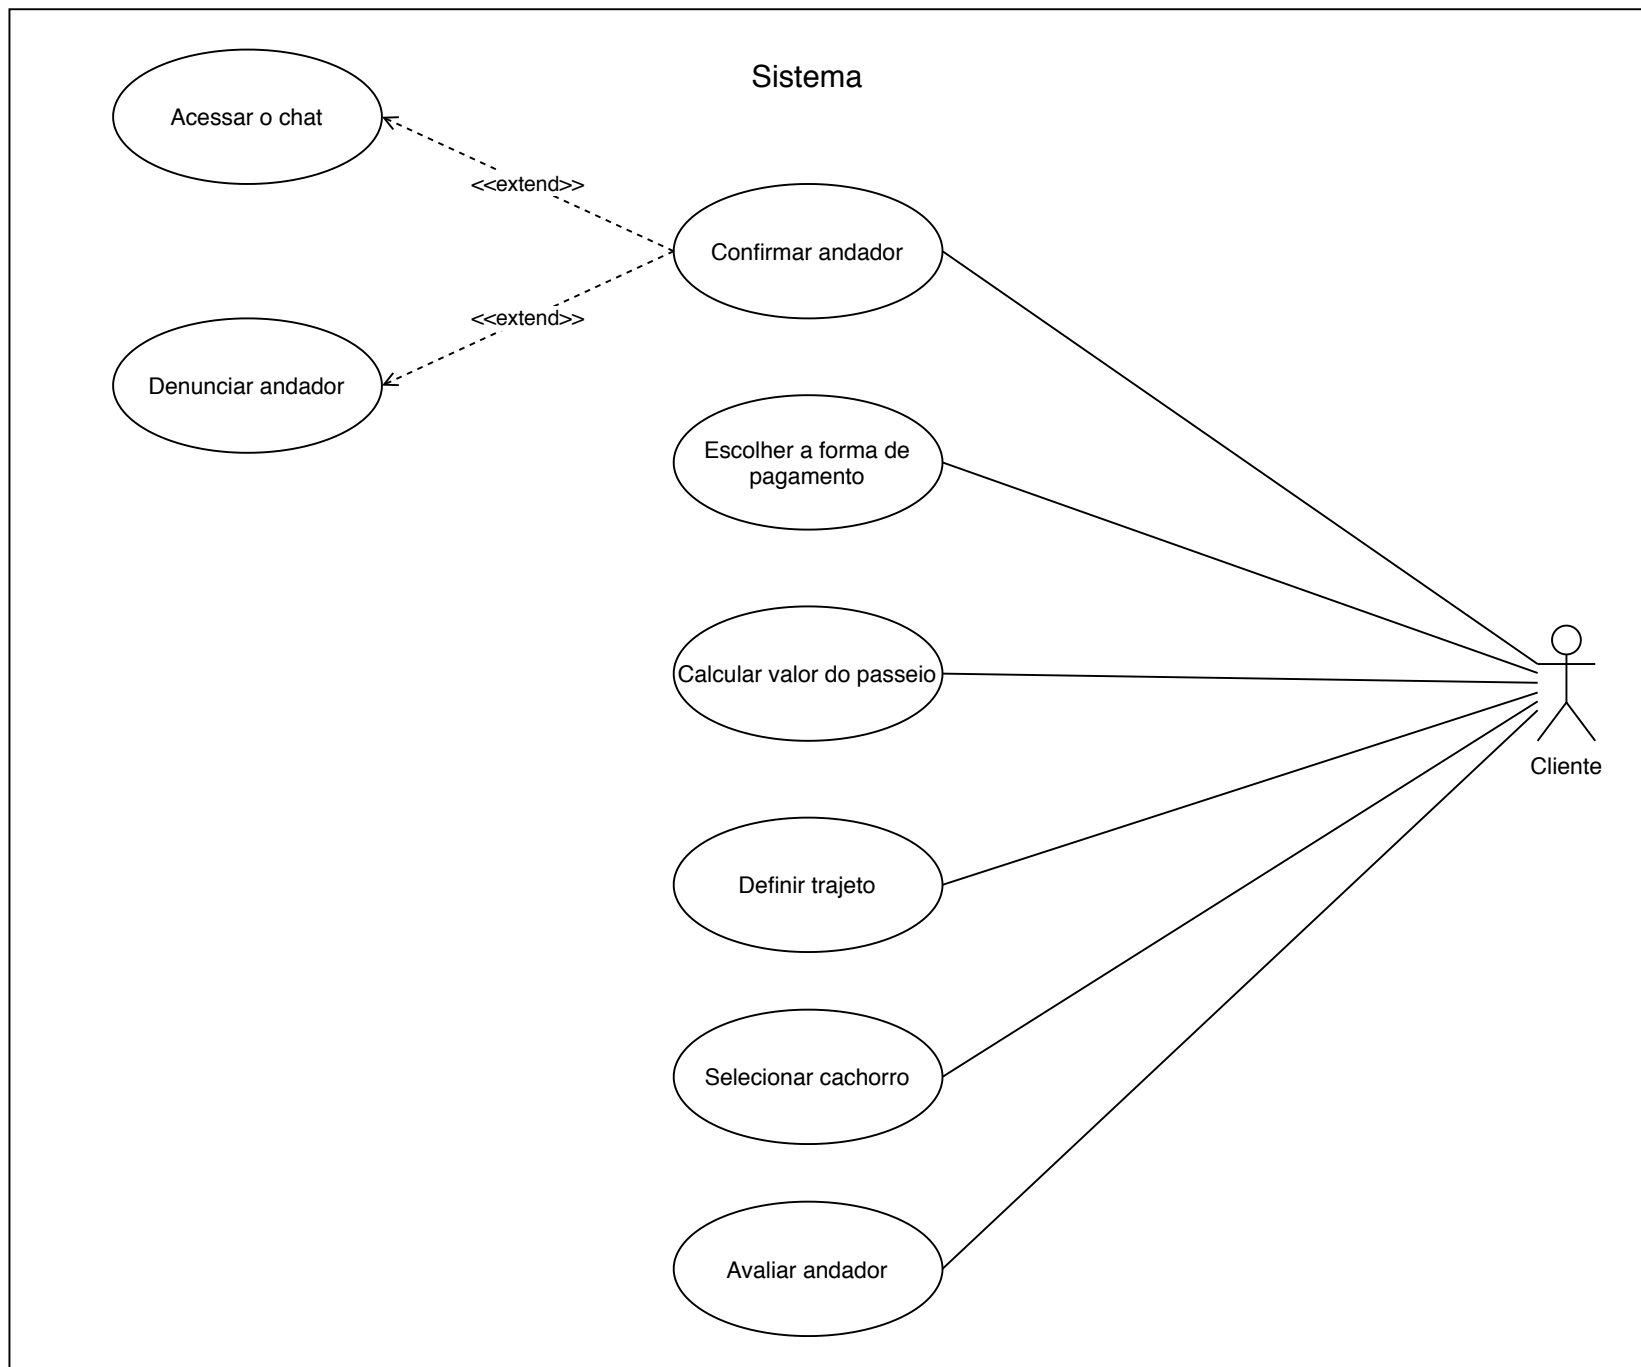 Sistema
Acessar o chat
<<extend>>
Confirmar andador
<<extend>>
Denunciar andador
Escolher a forma de
pagamento
Calcular valor do passeio
Cliente
Definir trajeto
Selecionar cachorro
Avaliar andador